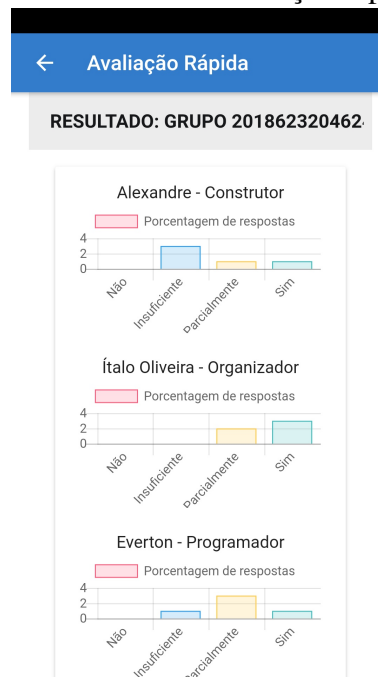 Avaliação Rápida
RESULTADO: GRUPO 201862320462
Alexandre - Construtor
Porcentagem de respostas
4
2
0
Não
Insuficiente
Parcialmente
Sim
Ítalo Oliveira - Organizador
Porcentagem de respostas
4
2
0
Não
Insuficiente
Parcialmente
Sim
Everton - Programador
Porcentagem de respostas
4
2
0
Não
Insuficiente
Parcialmente
Sim